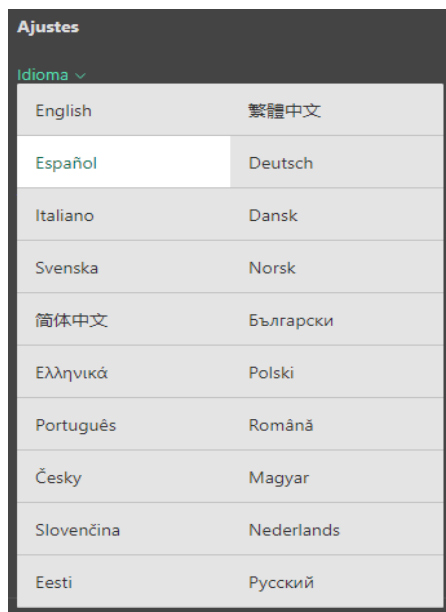 Ajustes
Idioma
English 繁體中文
Español Deutsch
Italiano Dansk
Svenska Norsk
简体中文 Български
Ελληνικά Polski
Português Română
Česky Magyar
Slovenčina Nederlands
Eesti Русский